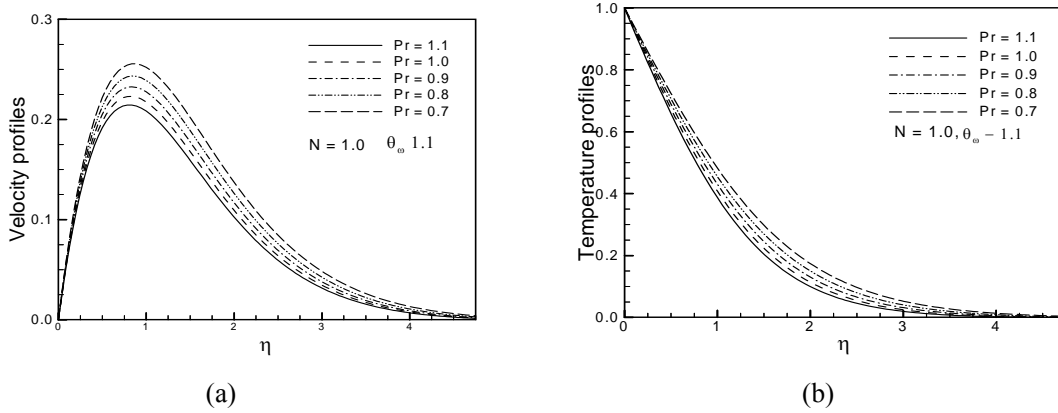 0.3
0.2
0.1
0.0
Velocity profiles
Pr = 1.1
Pr = 1.0
Pr = 0.9
Pr = 0.8
Pr = 0.7
N = 1.0 θω 1.1
0 1 2 3 4
η
(a)
1.0
0.8
0.6
0.4
0.2
0.0
Temperature profiles
Pr = 1.1
Pr = 1.0
Pr = 0.9
Pr = 0.8
Pr = 0.7
N = 1.0, θω − 1.1
0 1 2 3 4
η
(b)